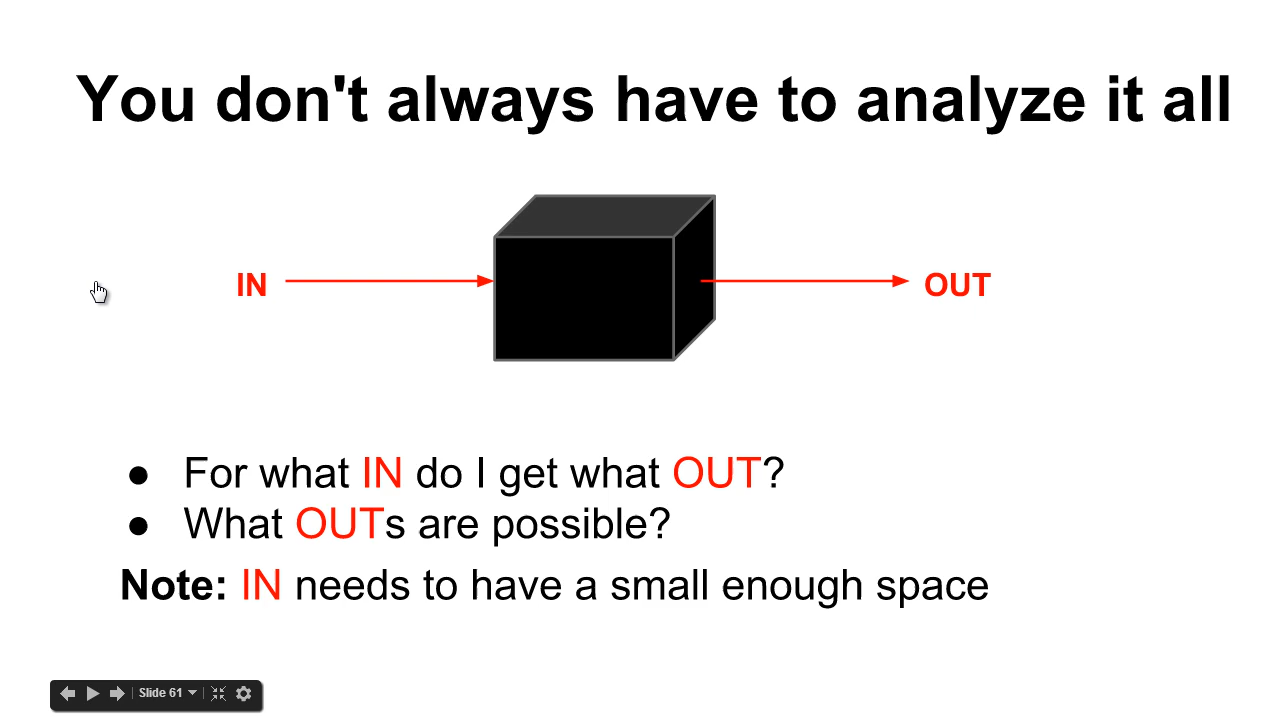 You don't always have to analyze it all
IN
OUT
● For what IN do I get what OUT?
● What OUTs are possible?
Note: IN needs to have a small enough space
Slide 61